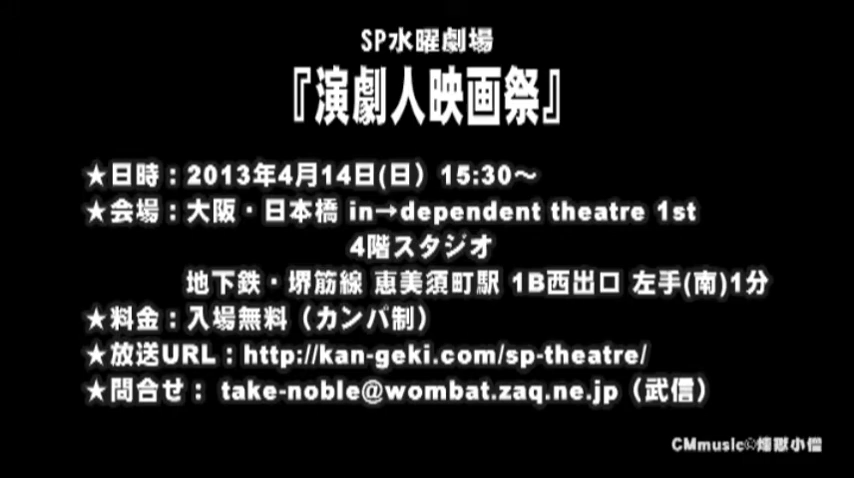 SP水曜劇場
『演劇人映画祭』
★日時：2013年4月14日(日）15:30～
★会場：大阪・日本橋 in→dependent theatre 1st
4階スタジオ
地下鉄・堺筋線 恵美須町駅 1B西出口 左手(南)1分
★料金：入場無料（カンパ制）
★放送URL：http://kan-geki.com/sp-theatre/
★問合せ： take-noble@wombat.zaq.ne.jp（武信）
CMmusic©煉獄小僧